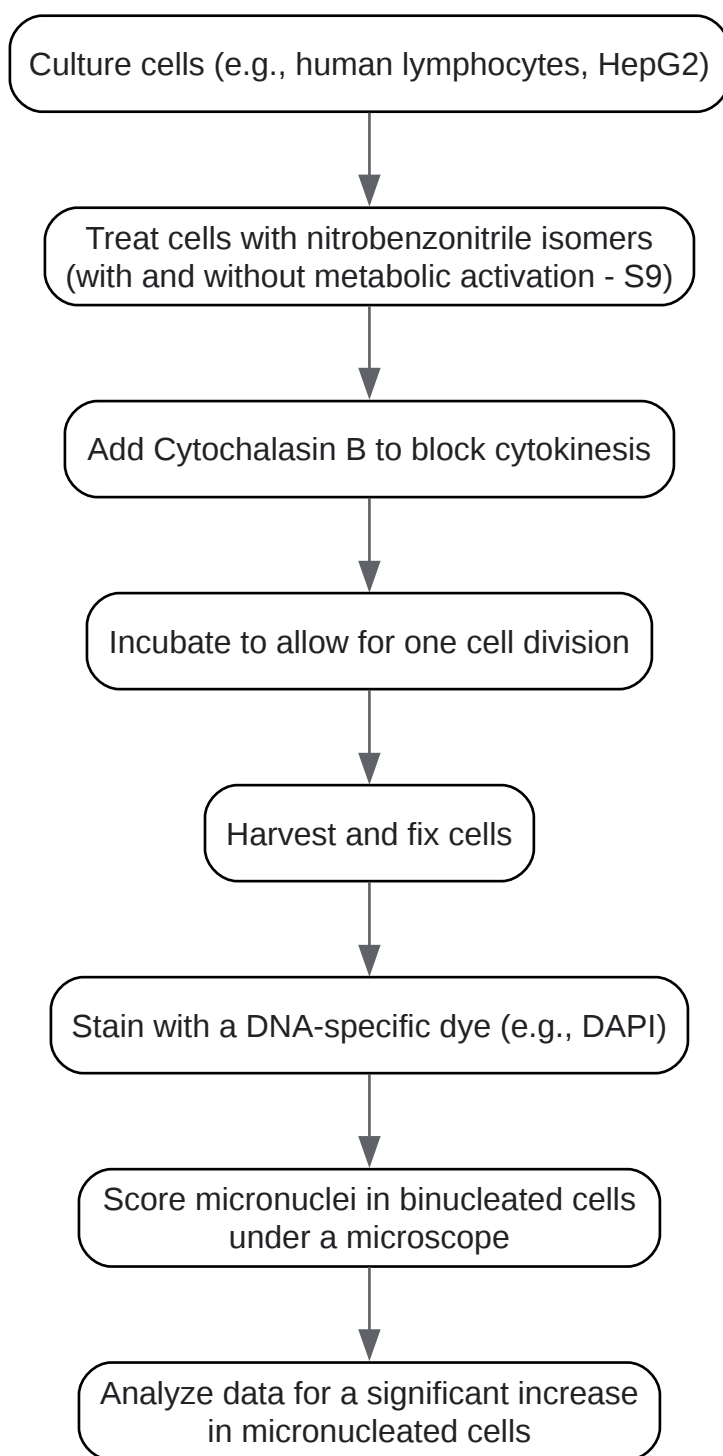 Culture cells (e.g., human lymphocytes, HepG2)
Treat cells with nitrobenzonitrile isomers
(with and without metabolic activation - S9)
Add Cytochalasin B to block cytokinesis
Incubate to allow for one cell division
Harvest and fix cells
Stain with a DNA-specific dye (e.g., DAPI)
Score micronuclei in binucleated cells
under a microscope
Analyze data for a significant increase
in micronucleated cells